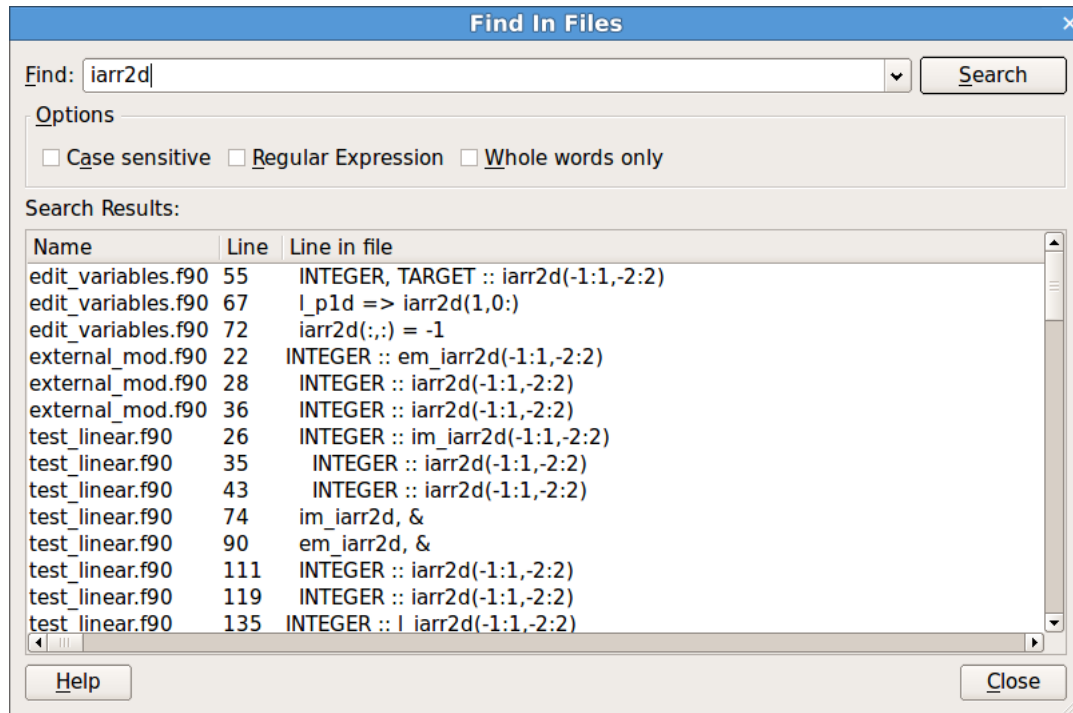 Find In Files
Find: iarr2d Search
Options
Case sensitive Regular Expression Whole words only
Search Results:
Name Line Line in file
edit_variables.f90 55 INTEGER, TARGET :: iarr2d(-1:1,-2:2)
edit_variables.f90 67 l_p1d => iarr2d(1,0:)
edit_variables.f90 72 iarr2d(:,:) = -1
external_mod.f90 22 INTEGER :: em_iarr2d(-1:1,-2:2)
external_mod.f90 28 INTEGER :: iarr2d(-1:1,-2:2)
external_mod.f90 36 INTEGER :: iarr2d(-1:1,-2:2)
test_linear.f90 26 INTEGER :: im_iarr2d(-1:1,-2:2)
test_linear.f90 35 INTEGER :: iarr2d(-1:1,-2:2)
test_linear.f90 43 INTEGER :: iarr2d(-1:1,-2:2)
test_linear.f90 74 im_iarr2d, &
test_linear.f90 90 em_iarr2d, &
test_linear.f90 111 INTEGER :: iarr2d(-1:1,-2:2)
test_linear.f90 119 INTEGER :: iarr2d(-1:1,-2:2)
test_linear.f90 135 INTEGER :: l_iarr2d(-1:1,-2:2)
Help Close